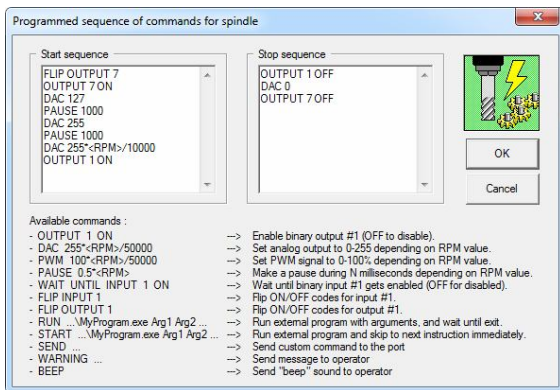 Programmed sequence of commands for spindle
Start sequence
FLIP OUTPUT 7
OUTPUT 7 ON
DAC 127
PAUSE 1000
DAC 255
PAUSE 1000
DAC 255*<RPM>/10000
OUTPUT 1 ON
Stop sequence
OUTPUT 1 OFF
DAC 0
OUTPUT 7 OFF
OK
Cancel
Available commands :
- OUTPUT 1 ON ---> Enable binary output #1 (OFF to disable).
- DAC 255*<RPM>/50000 ---> Set analog output to 0-255 depending on RPM value.
- PWM 100*<RPM>/50000 ---> Set PWM signal to 0-100% depending on RPM value.
- PAUSE 0.5*<RPM> ---> Make a pause during N milliseconds depending on RPM value.
- WAIT UNTIL INPUT 1 ON ---> Wait until binary input #1 gets enabled (OFF for disabled).
- FLIP INPUT 1 ---> Flip ON/OFF codes for input #1.
- FLIP OUTPUT 1 ---> Flip ON/OFF codes for output #1.
- RUN ...\MyProgram.exe Arg1 Arg2 ... ---> Run external program with arguments, and wait until exit.
- START ...\MyProgram.exe Arg1 Arg2 ... ---> Run external program and skip to next instruction immediately.
- SEND ... ---> Send custom command to the port
- WARNING ... ---> Send message to operator
- BEEP ---> Send "beep" sound to operator